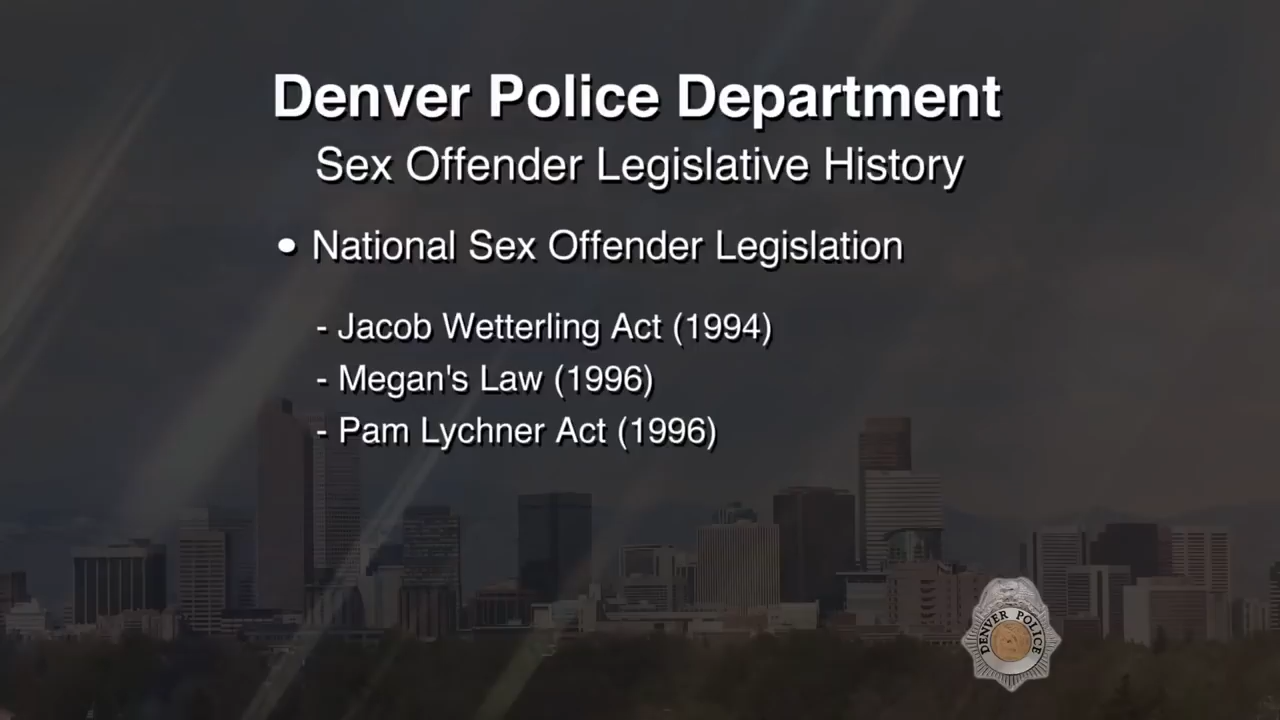 Denver Police Department
Sex Offender Legislative History
• National Sex Offender Legislation
- Jacob Wetterling Act (1994)
- Megan's Law (1996)
- Pam Lychner Act (1996)
DENVER POLICE